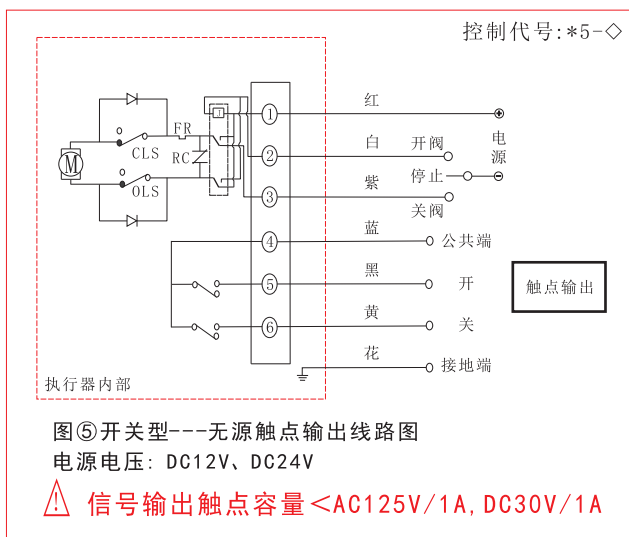 控制代号:*5-◇
红
①
FR
白
开阀
电源
CLS
RC
②
M
停止
紫
OLS
③
关阀
蓝
④
公共端
黑
⑤
开
触点输出
黄
⑥
关
花
接地端
执行器内部
图⑤开关型---无源触点输出线路图
电源电压: DC12V、DC24V
! 信号输出触点容量<AC125V/1A, DC30V/1A